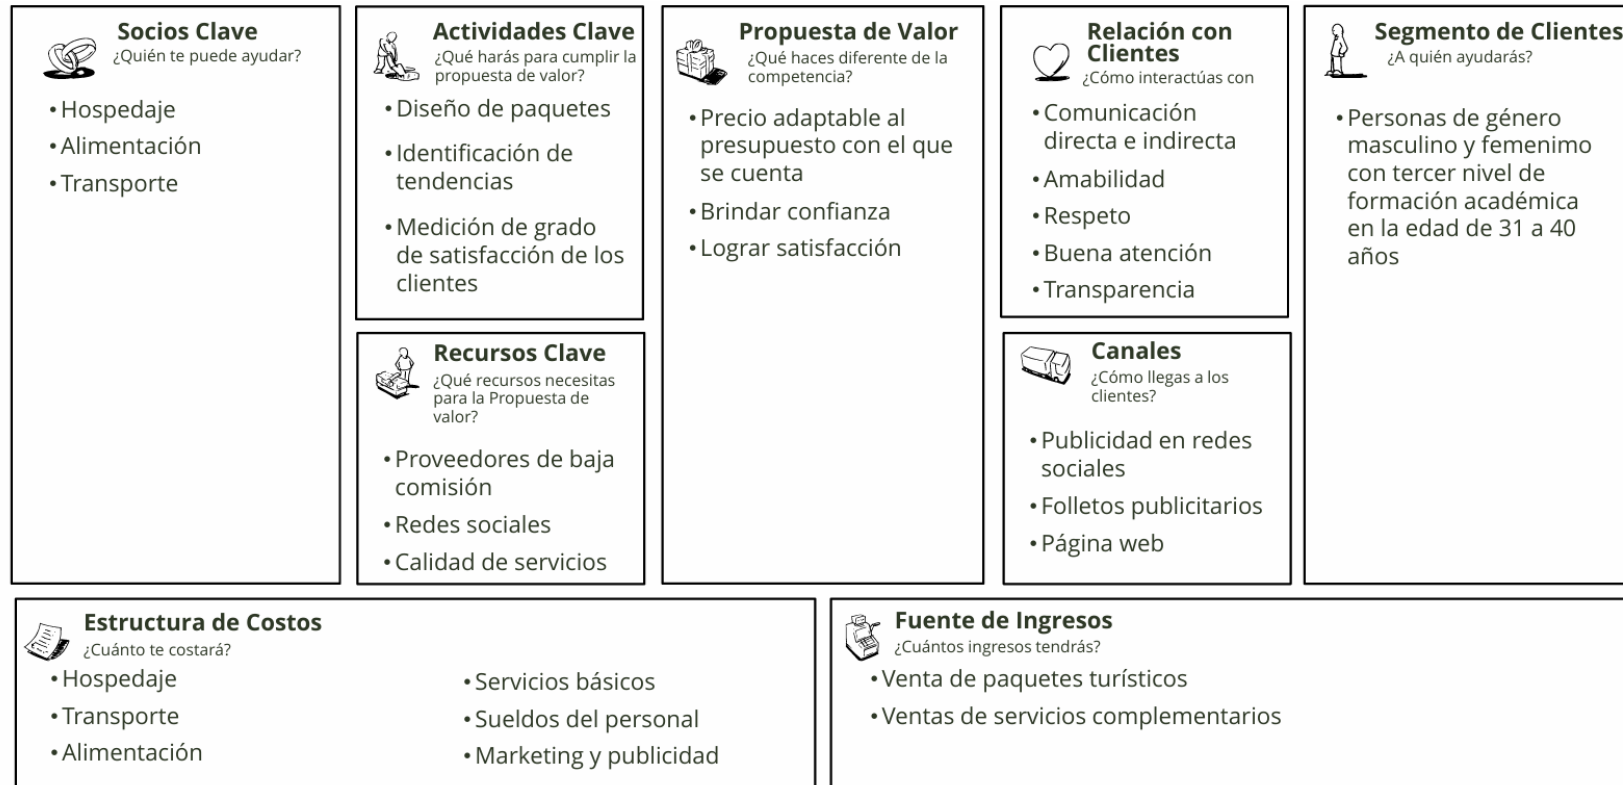 Socios Clave
¿Quién te puede ayudar?
• Hospedaje
• Alimentación
• Transporte
Actividades Clave
¿Qué harás para cumplir la
propuesta de valor?
• Diseño de paquetes
• Identificación de
tendencias
• Medición de grado
de satisfacción de los
clientes
Recursos Clave
¿Qué recursos necesitas
para la Propuesta de
valor?
• Proveedores de baja
comisión
• Redes sociales
• Calidad de servicios
Propuesta de Valor
¿Qué haces diferente de la
competencia?
• Precio adaptable al
presupuesto con el que
se cuenta
• Brindar confianza
• Lograr satisfacción
Relación con
Clientes
¿Cómo interactúas con
• Comunicación
directa e indirecta
• Amabilidad
• Respeto
• Buena atención
• Transparencia
Canales
¿Cómo llegas a los
clientes?
• Publicidad en redes
sociales
• Folletos publicitarios
• Página web
Segmento de Clientes
¿A quién ayudarás?
• Personas de género
masculino y femenimo
con tercer nivel de
formación académica
en la edad de 31 a 40
años
Estructura de Costos
¿Cuánto te costará?
• Hospedaje
• Transporte
• Alimentación
• Servicios básicos
• Sueldos del personal
• Marketing y publicidad
Fuente de Ingresos
¿Cuántos ingresos tendrás?
• Venta de paquetes turísticos
• Ventas de servicios complementarios